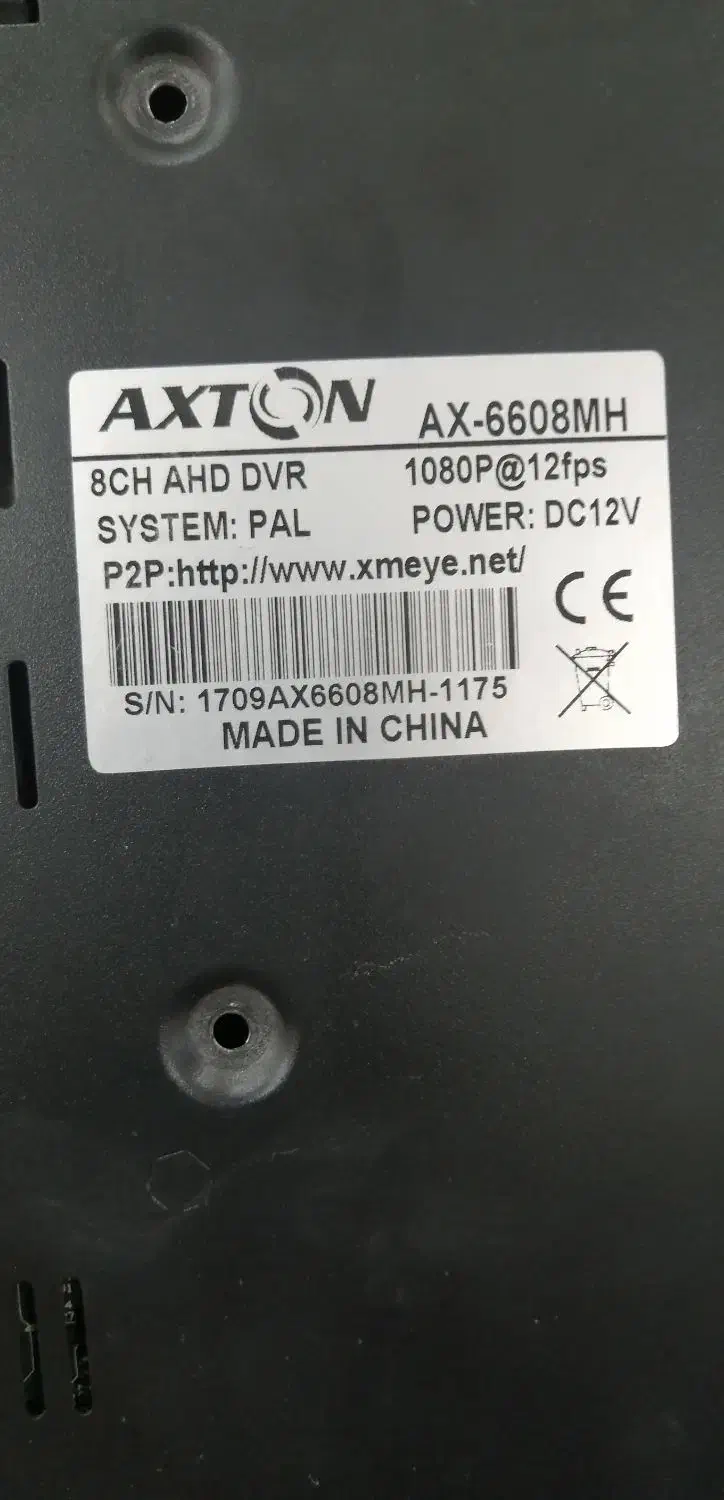 AXTON AX-6608MH
8CH AHD DVR 1080P@12fps
SYSTEM: PAL POWER: DC12V
P2P:http://www.xmeye.net/
CE
S/N: 1709AX6608MH-1175
MADE IN CHINA